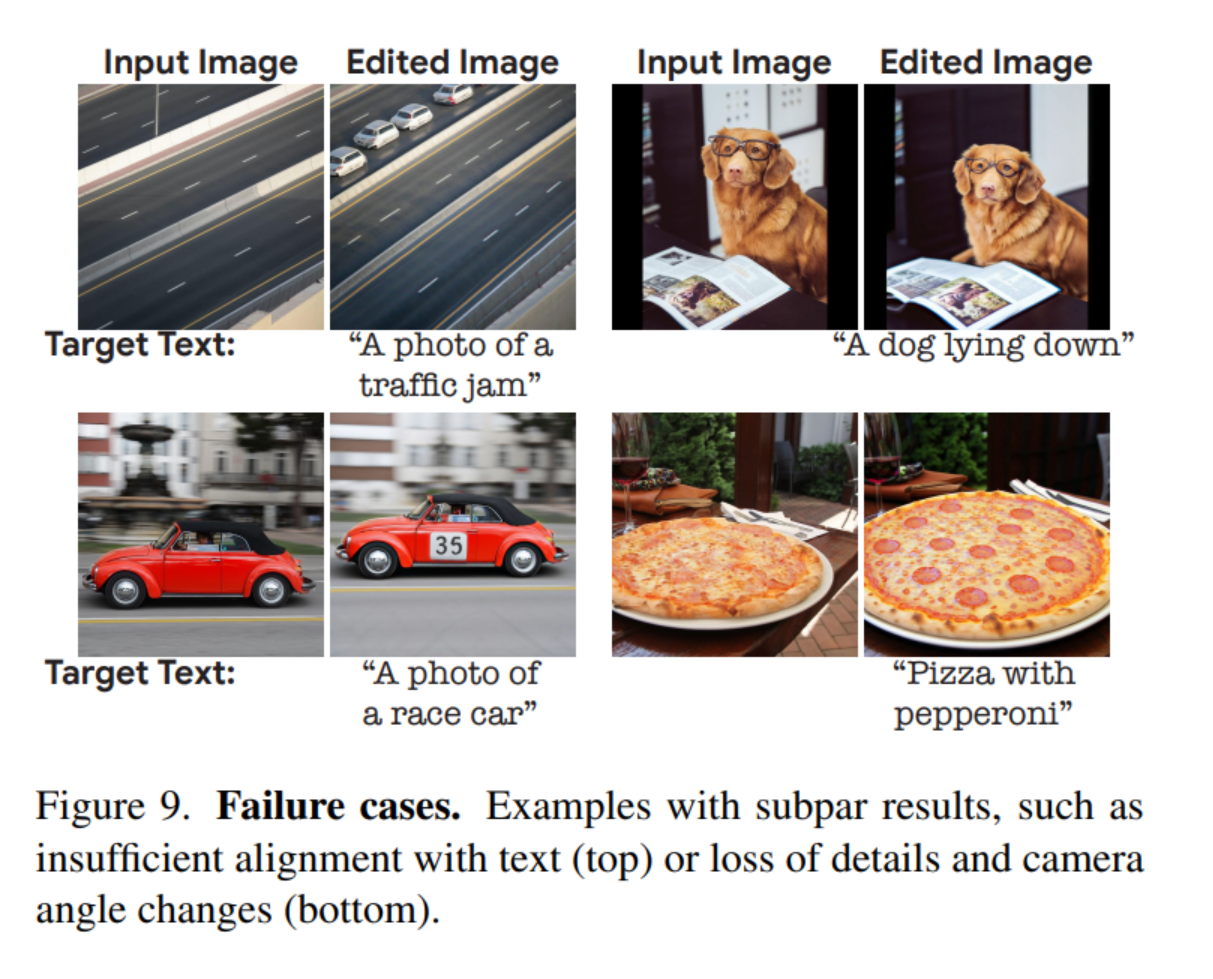 Input Image Edited Image Input Image Edited Image
Target Text: “A photo of a
traffic jam”
“A dog lying down”
35
Target Text: “A photo of
a race car”
“Pizza with
pepperoni”
Figure 9. Failure cases. Examples with subpar results, such as
insufficient alignment with text (top) or loss of details and camera
angle changes (bottom).